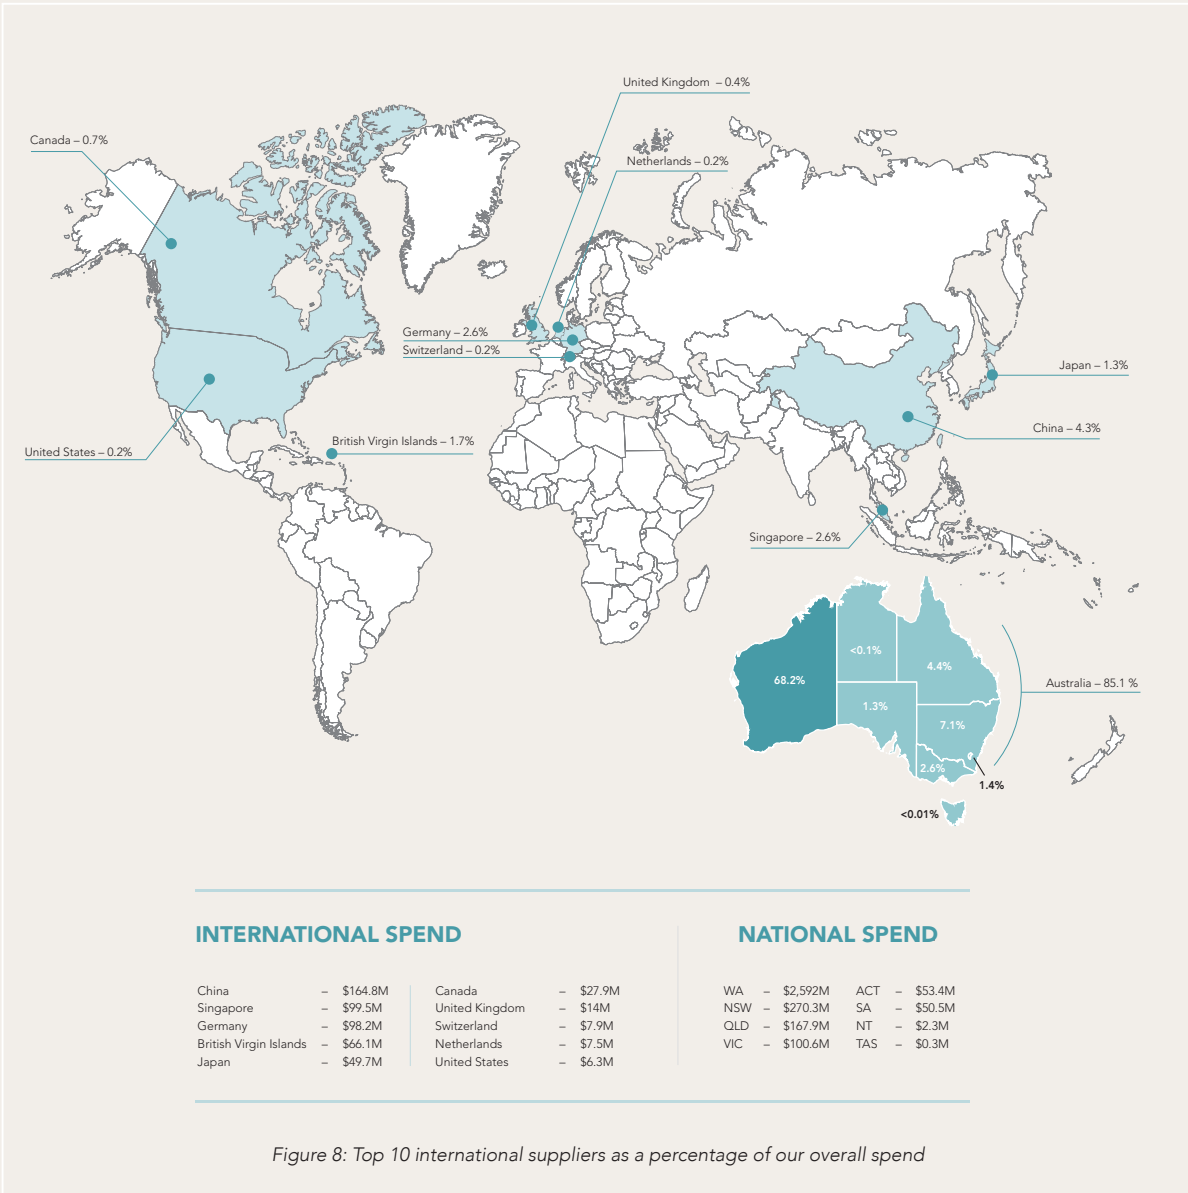 United Kingdom – 0.4%
Canada – 0.7%
Netherlands – 0.2%
Germany – 2.6%
Switzerland – 0.2%
Japan – 1.3%
China – 4.3%
United States – 0.2%
British Virgin Islands – 1.7%
Singapore – 2.6%
<0.1%
4.4%
68.2%
Australia – 85.1 %
1.3%
7.1%
2.6%
1.4%
<0.01%
INTERNATIONAL SPEND
China – $164.8M
Singapore – $99.5M
Germany – $98.2M
British Virgin Islands – $66.1M
Japan – $49.7M
Canada – $27.9M
United Kingdom – $14M
Switzerland – $7.9M
Netherlands – $7.5M
United States – $6.3M
NATIONAL SPEND
WA – $2,592M
NSW – $270.3M
QLD – $167.9M
VIC – $100.6M
ACT – $53.4M
SA – $50.5M
NT – $2.3M
TAS – $0.3M
Figure 8: Top 10 international suppliers as a percentage of our overall spend